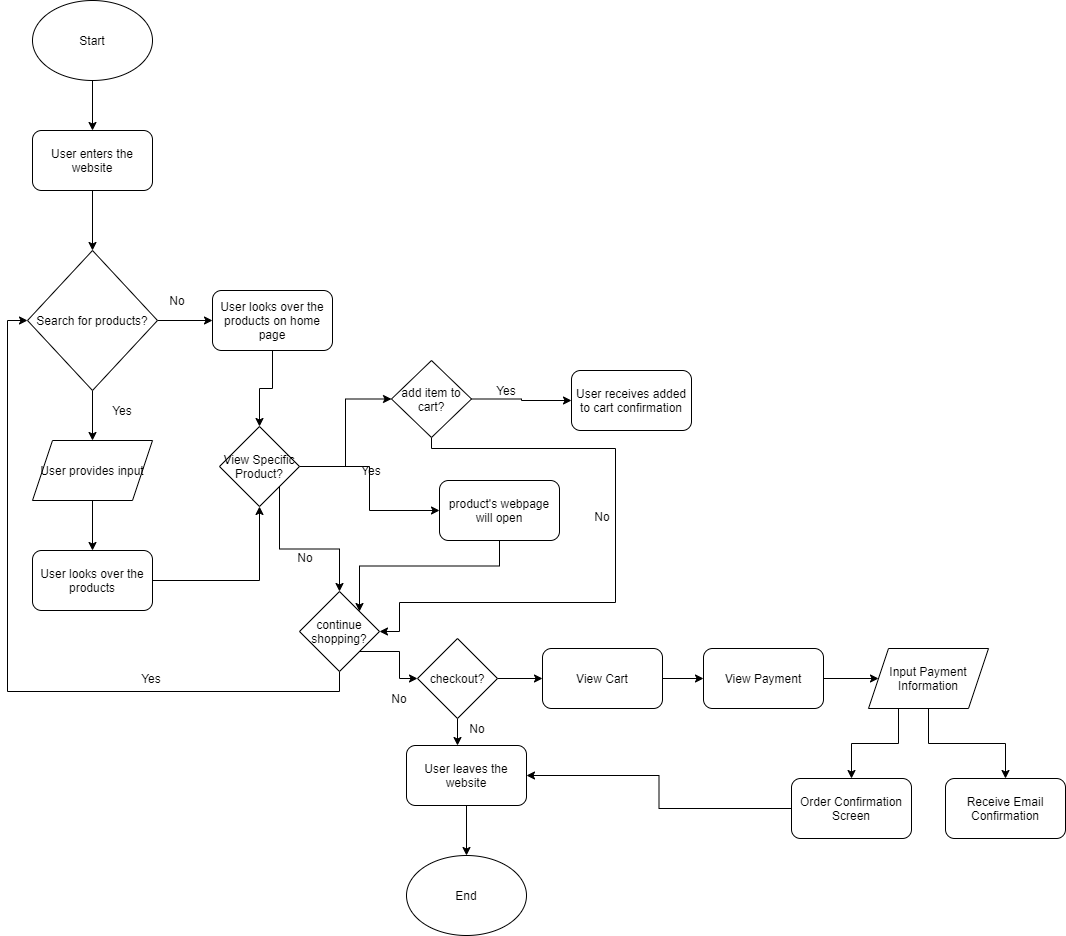 Start
User enters the
website
Search for products?
No
User looks over the
products on home
page
Yes
User provides input
User looks over the
products
View Specific
Product?
Yes
add item to
cart?
Yes
User receives added
to cart confirmation
product's webpage
will open
No
No
continue
shopping?
Yes
No
checkout?
View Cart
View Payment
Input Payment
Information
No
User leaves the
website
Order Confirmation
Screen
Receive Email
Confirmation
End